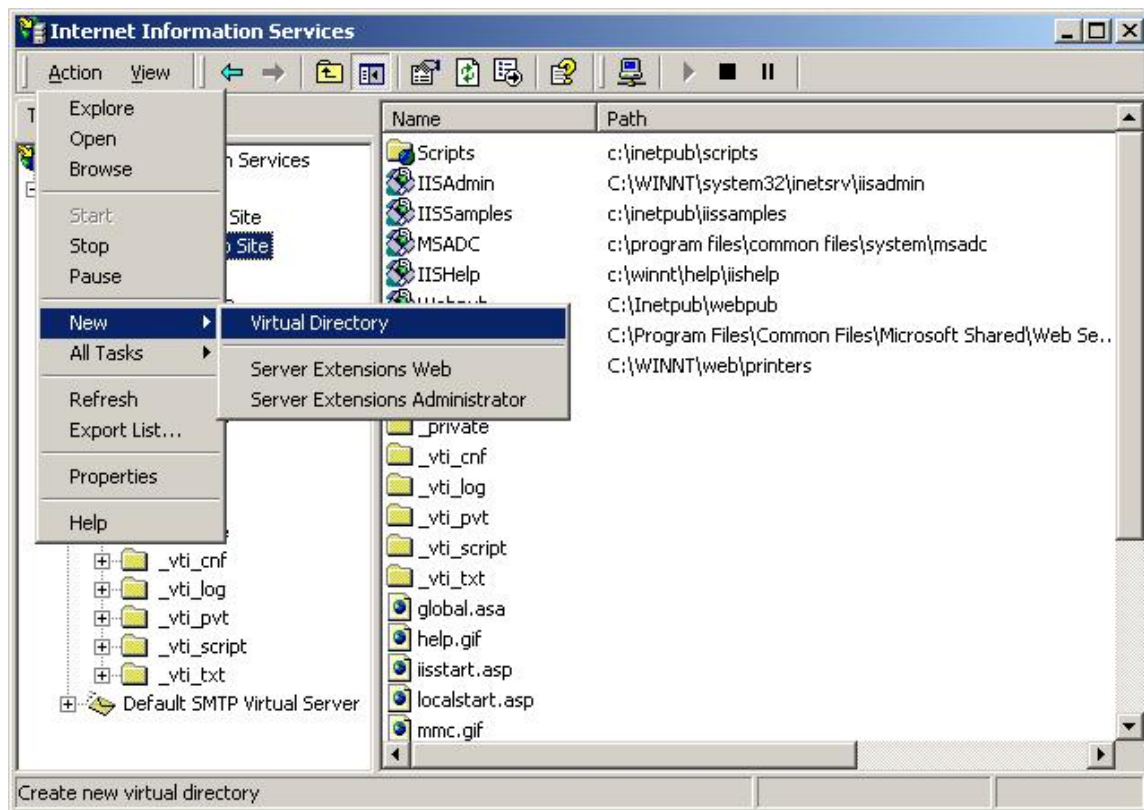 Internet Information Services
Action View
Explore
Open
Browse
Start
Stop
Pause
New
All Tasks
Refresh
Export List...
Properties
Help
Virtual Directory
Server Extensions Web
Server Extensions Administrator
Services
Site
Site
_vti_cnf
_vti_log
_vti_pvt
_vti_script
_vti_txt
Default SMTP Virtual Server
Name Path
Scripts c:\inetpub\scripts
IISAdmin C:\WINNT\system32\inetsrv\iisadmin
IISSamples c:\inetpub\iissamples
MSADC c:\program files\common files\system\msadc
IISHelp c:\winnt\help\iishelp
C:\Inetpub\webpub
C:\Program Files\Common Files\Microsoft Shared\Web Se..
C:\WINNT\web\printers
_private
_vti_cnf
_vti_log
_vti_pvt
_vti_script
_vti_txt
global.asa
help.gif
iisstart.asp
localstart.asp
mmc.gif
Create new virtual directory